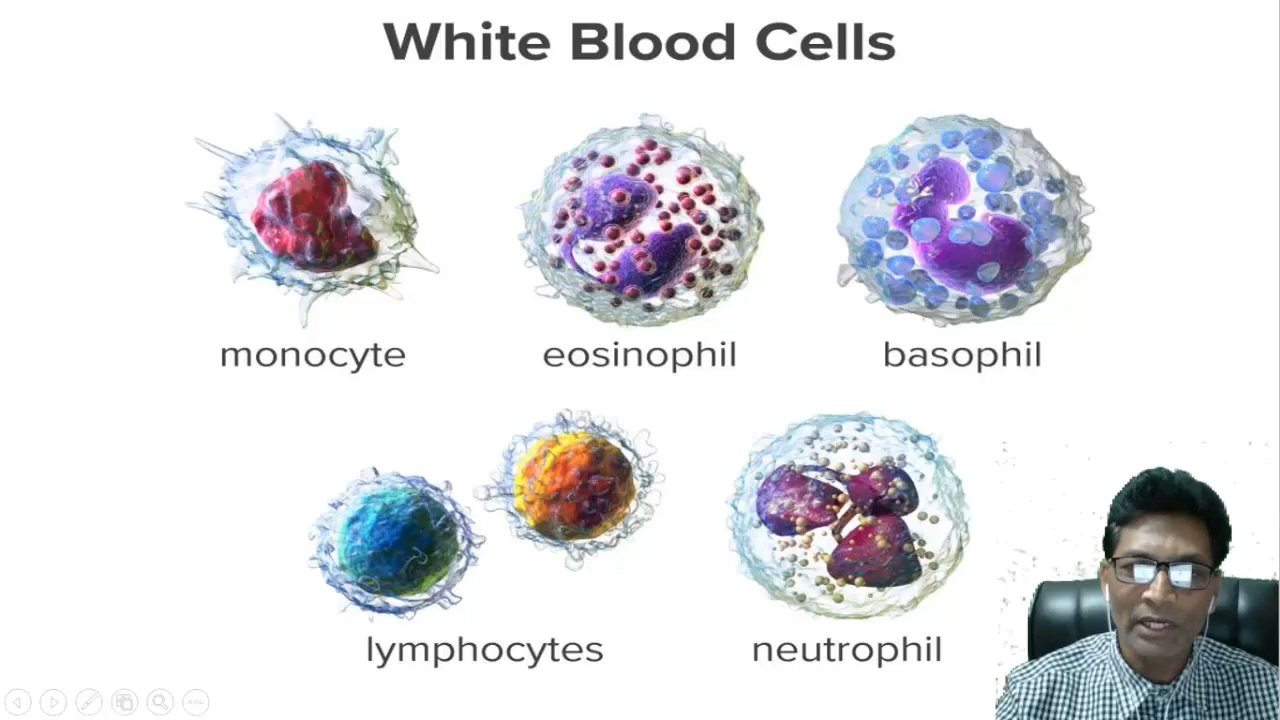 White Blood Cells
monocyte
eosinophil
basophil
lymphocytes
neutrophil